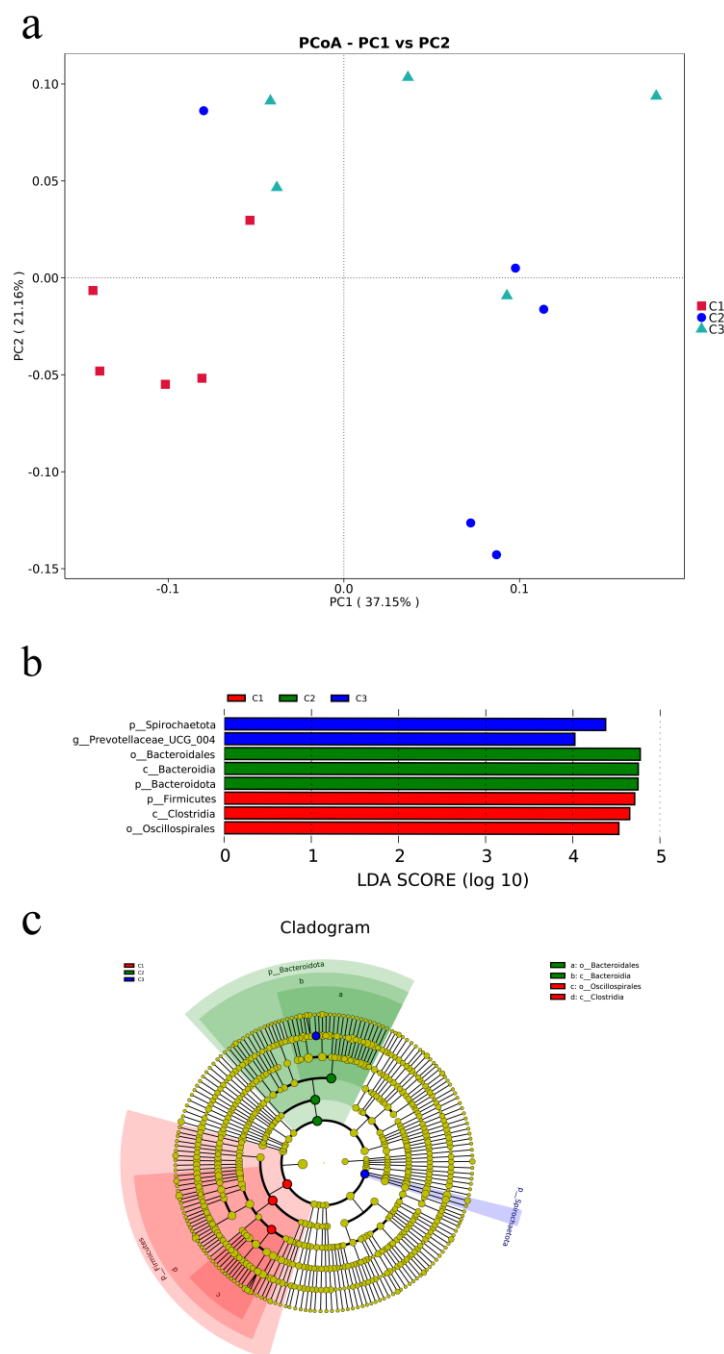 a
PCoA - PC1 vs PC2
0.10
0.05
0.00
-0.05
-0.10
-0.15
PC2 ( 21.16% )
-0.1
0.0
0.1
PC1 ( 37.15% )
C1
C2
C3
b
C1
C2
C3
p__Spirochaetota
g__Prevotellaceae_UCG_004
o__Bacteroidales
c__Bacteroidia
p__Bacteroidota
p__Firmicutes
c__Clostridia
o__Oscillospirales
0
1
2
3
4
5
LDA SCORE (log 10)
c
Cladogram
C1
C2
C3
a: o__Bacteroidales
b: c__Bacteroidia
c: o__Oscillospirales
d: c__Clostridia
p__Bacteroidota
b
a
p__Spirochaetota
p__Firmicutes
d
c